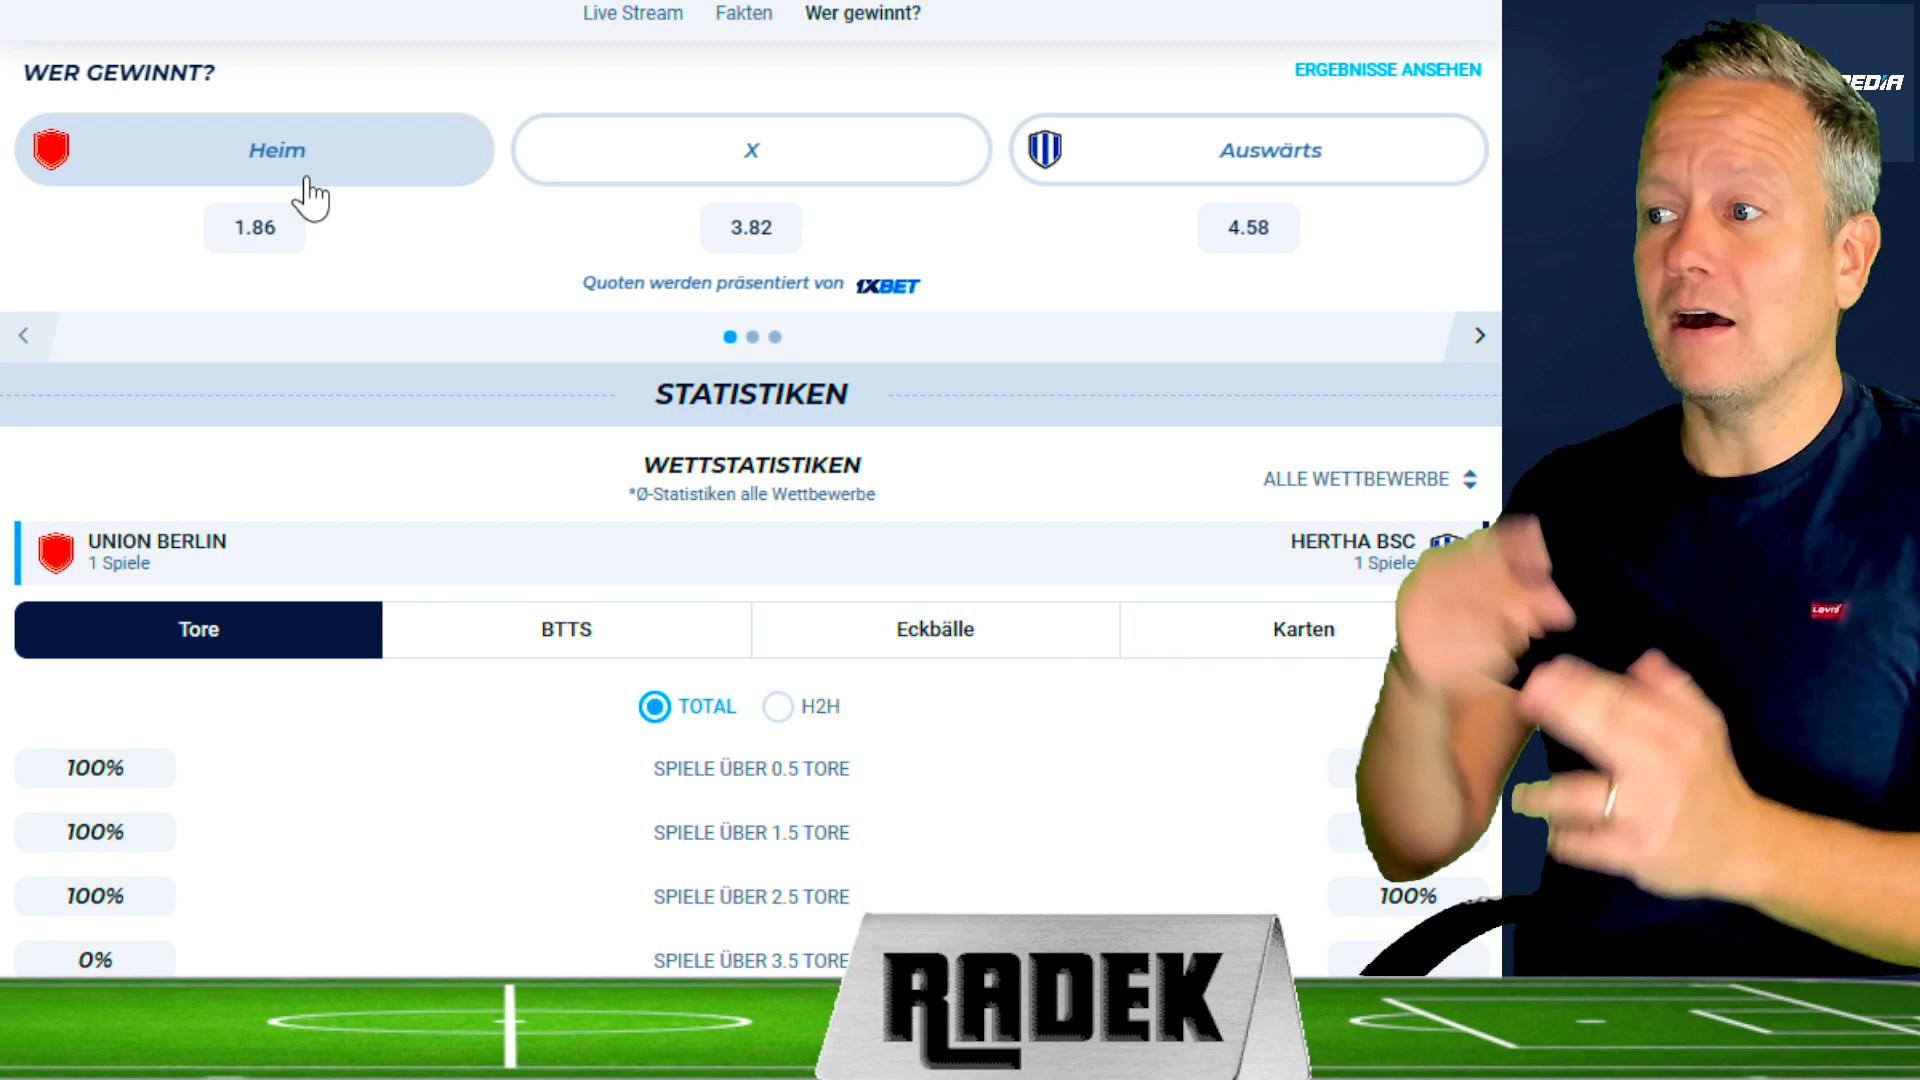 Live Stream Fakten Wer gewinnt?
WER GEWINNT?
ERGEBNISSE ANSEHEN
Heim
X
Auswärts
1.86
3.82
4.58
Quoten werden präsentiert von 1XBET
STATISTIKEN
WETTSTATISTIKEN
*Ø-Statistiken alle Wettbewerbe
ALLE WETTBEWERBE
UNION BERLIN
1 Spiele
HERTHA BSC
1 Spiele
Tore
BTTS
Eckbälle
Karten
TOTAL
H2H
100% SPIELE ÜBER 0.5 TORE
100% SPIELE ÜBER 1.5 TORE
100% SPIELE ÜBER 2.5 TORE 100%
0% SPIELE ÜBER 3.5 TORE
RADEK
Levi's